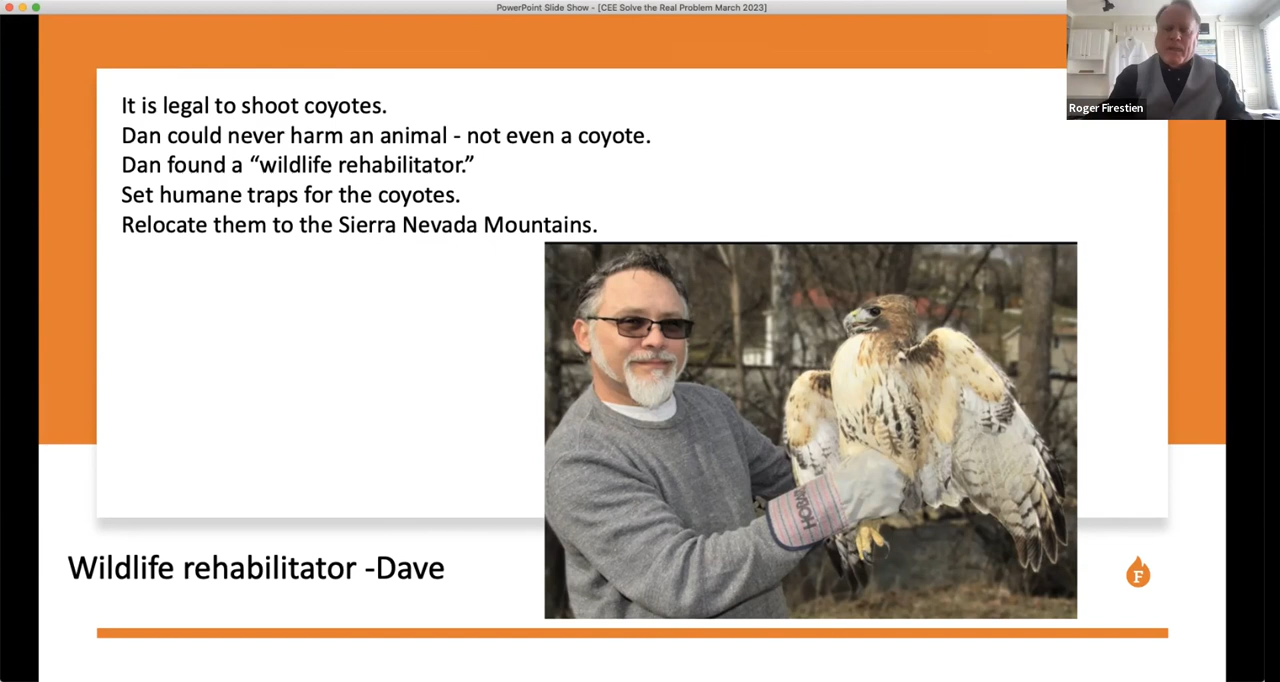 PowerPoint Slide Show - [CEE Solve the Real Problem March 2023]
Roger Firestien
It is legal to shoot coyotes.
Dan could never harm an animal - not even a coyote.
Dan found a “wildlife rehabilitator.”
Set humane traps for the coyotes.
Relocate them to the Sierra Nevada Mountains.
Wildlife rehabilitator -Dave
F